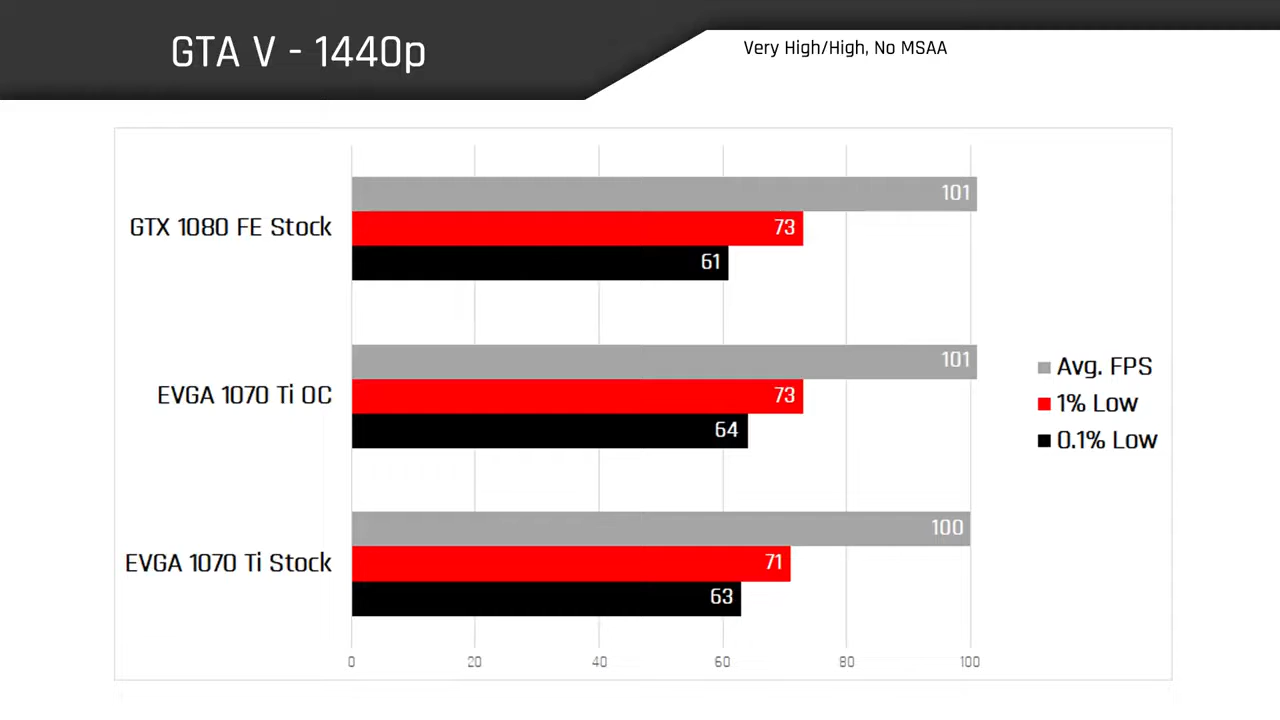 GTA V - 1440p
Very High/High, No MSAA
GTX 1080 FE Stock
101
73
61
EVGA 1070 Ti OC
101
73
64
EVGA 1070 Ti Stock
100
71
63
Avg. FPS
1% Low
0.1% Low
0 20 40 60 80 100